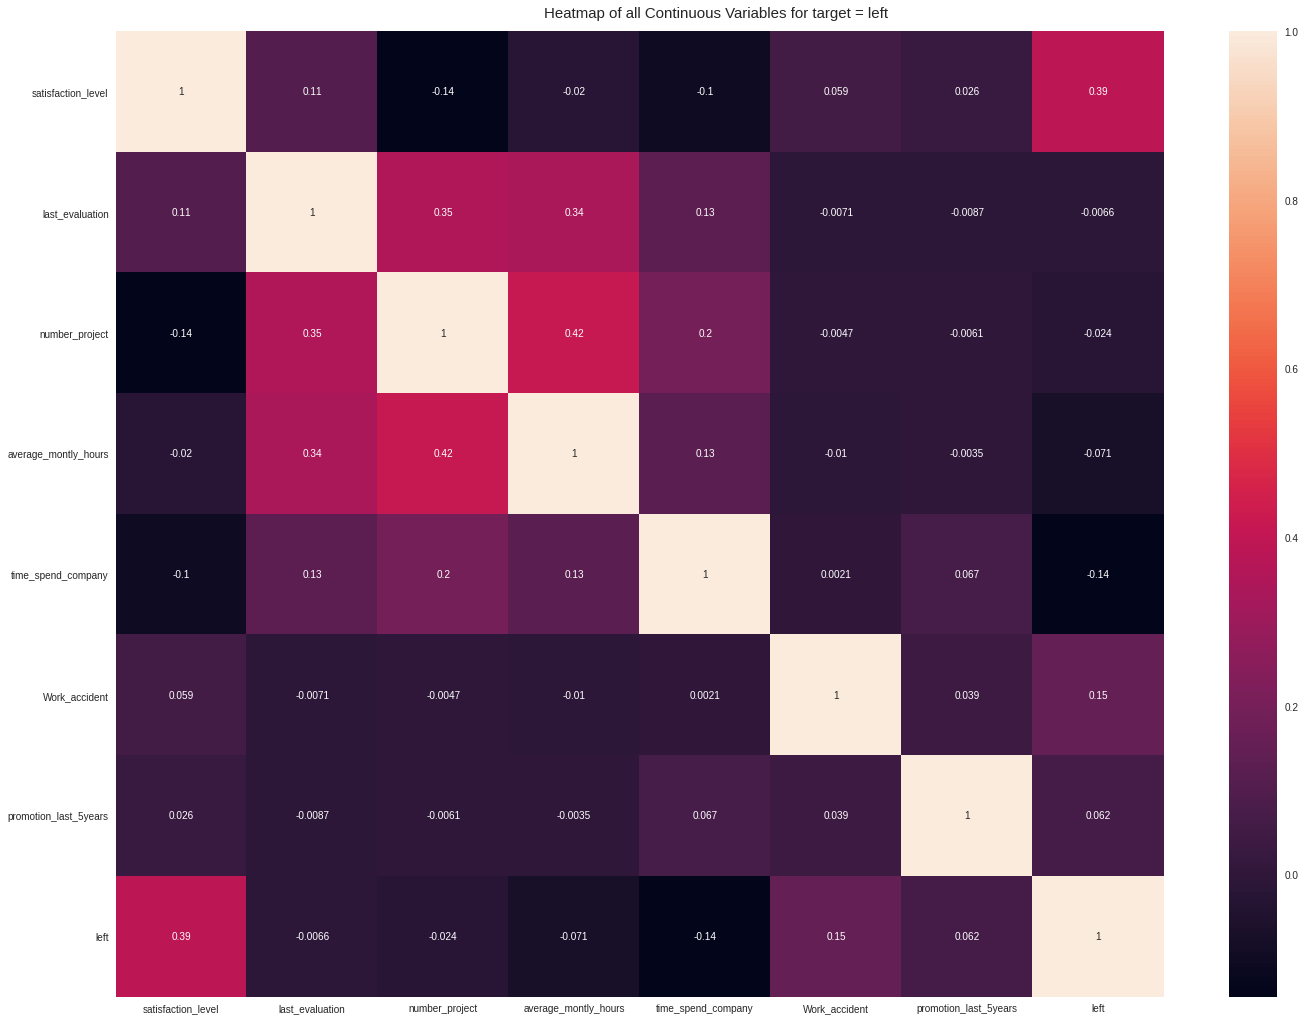 Heatmap of all Continuous Variables for target = left
satisfaction_level 1 0.11 -0.14 -0.02 -0.1 0.059 0.026 0.39
last_evaluation 0.11 1 0.35 0.34 0.13 -0.0071 -0.0087 -0.0066
number_project -0.14 0.35 1 0.42 0.2 -0.0047 -0.0061 -0.024
average_montly_hours -0.02 0.34 0.42 1 0.13 -0.01 -0.0035 -0.071
time_spend_company -0.1 0.13 0.2 0.13 1 0.0021 0.067 -0.14
Work_accident 0.059 -0.0071 -0.0047 -0.01 0.0021 1 0.039 0.15
promotion_last_5years 0.026 -0.0087 -0.0061 -0.0035 0.067 0.039 1 0.062
left 0.39 -0.0066 -0.024 -0.071 -0.14 0.15 0.062 1
satisfaction_level last_evaluation number_project average_montly_hours time_spend_company Work_accident promotion_last_5years left
1.0
0.8
0.6
0.4
0.2
0.0